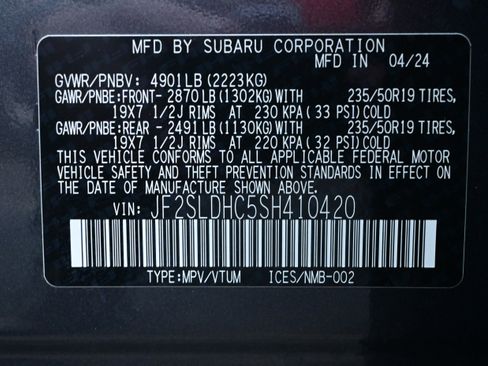 MFD BY SUBARU CORPORATION
MFD IN 04/24
GVWR/PNBV: 4901LB (2223KG)
GAWR/PNBE:FRONT- 2870LB (1302KG)WITH 235/50R19 TIRES,
19X7 1/2J RIMS AT 230 KPA ( 33 PSI)COLD
GAWR/PNBE:REAR - 2491LB (1130KG)WITH 235/50R19 TIRES,
19X7 1/2J RIMS AT 220 KPA ( 32 PSI)COLD
THIS VEHICLE CONFORMS TO ALL APPLICABLE FEDERAL MOTOR
VEHICLE SAFETY AND THEFT PREVENTION STANDARDS IN EFFECT
ON THE DATE OF MANUFACTURE SHOWN ABOVE.
VIN: JF2SLDHC5SH410420
TYPE:MPV/VTUM ICES/NMB-002